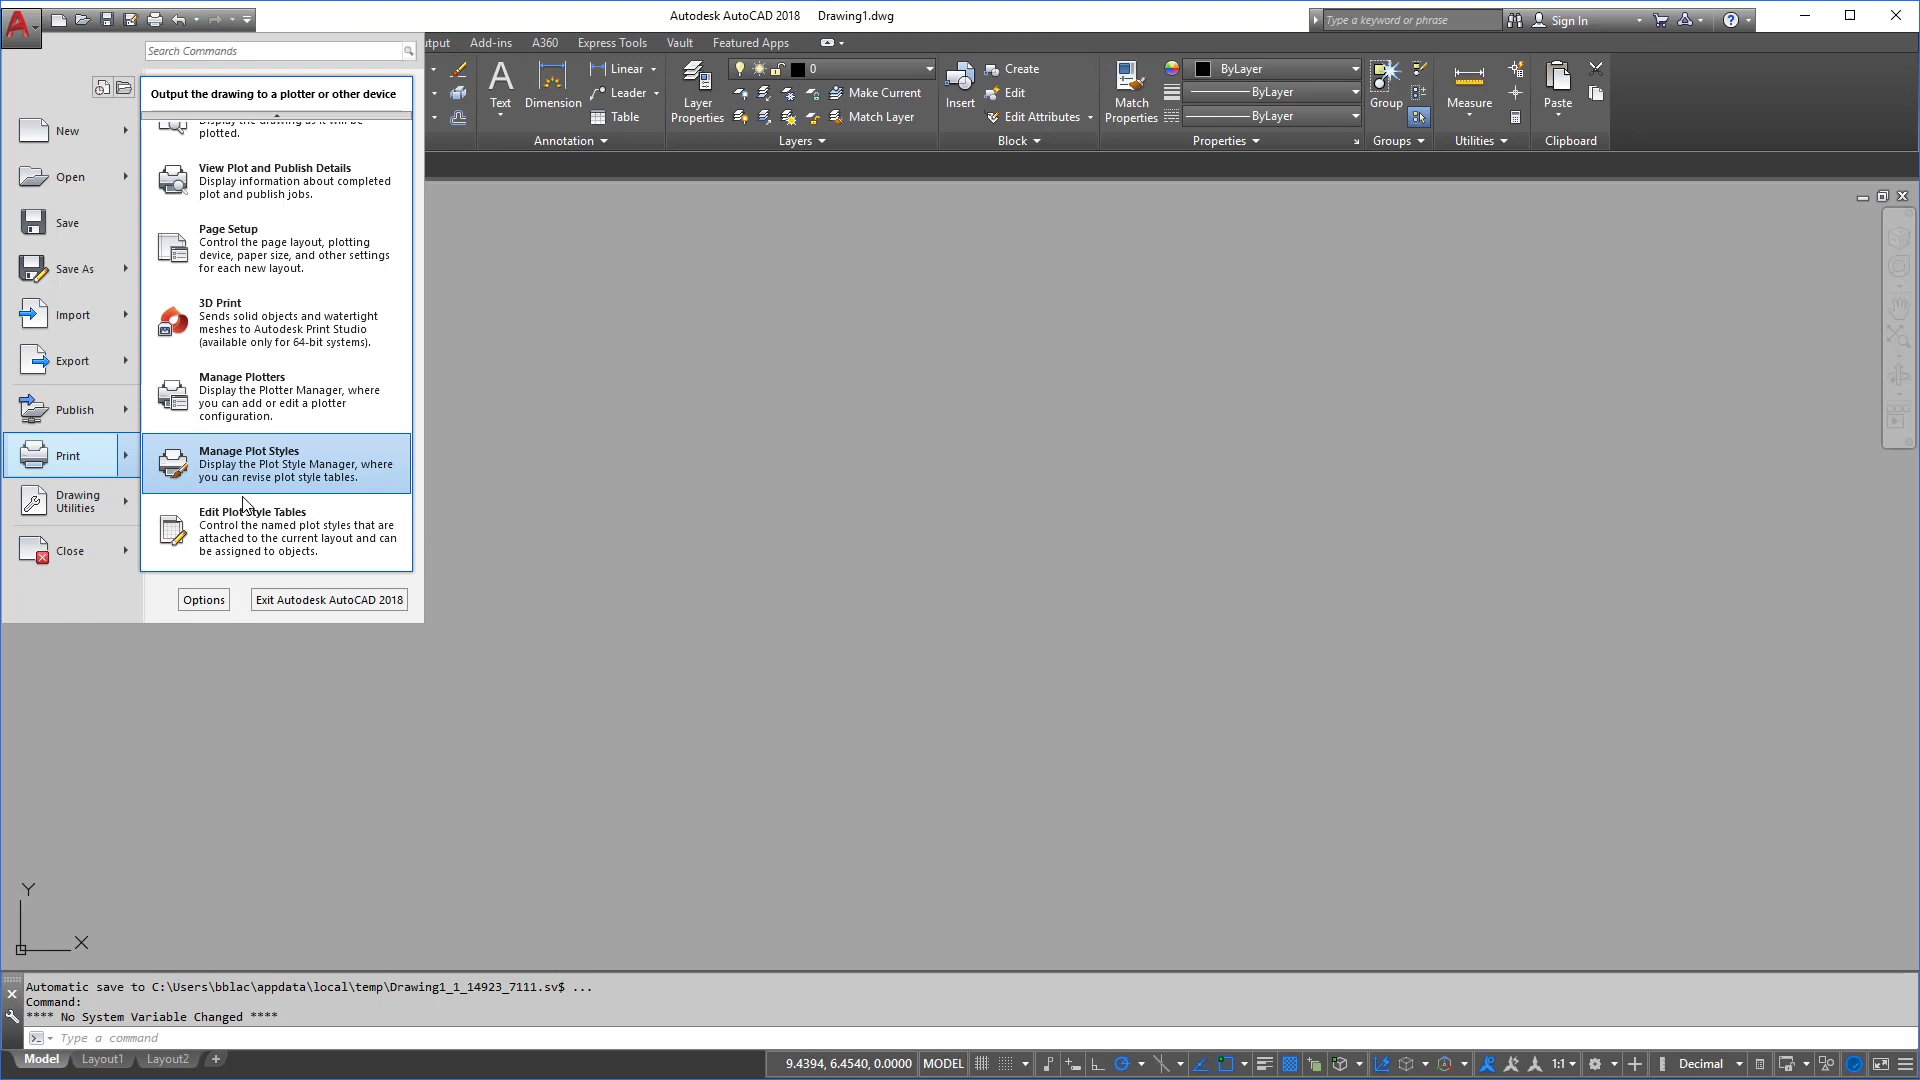 Autodesk AutoCAD 2018 Drawing1.dwg
Type a keyword or phrase
Sign In
Search Commands
Add-ins A360 Express Tools Vault Featured Apps
Output the drawing to a plotter or other device
New
Open
Save
Save As
Import
Export
Publish
Print
Drawing
Utilities
Close
plotted.
View Plot and Publish Details
Display information about completed
plot and publish jobs.
Page Setup
Control the page layout, plotting
device, paper size, and other settings
for each new layout.
3D Print
Sends solid objects and watertight
meshes to Autodesk Print Studio
(available only for 64-bit systems).
Manage Plotters
Display the Plotter Manager, where
you can add or edit a plotter
configuration.
Manage Plot Styles
Display the Plot Style Manager, where
you can revise plot style tables.
Edit Plot Style Tables
Control the named plot styles that are
attached to the current layout and can
be assigned to objects.
Options Exit Autodesk AutoCAD 2018
Text
Dimension
Linear
Leader
Table
Annotation
Layer
Properties
0
Make Current
Match Layer
Layers
Insert
Create
Edit
Edit Attributes
Block
Match
Properties
ByLayer
ByLayer
ByLayer
Properties
Group
Groups
Measure
Utilities
Paste
Clipboard
Y
X
Automatic save to C:\Users\bblac\appdata\local\temp\Drawing1_1_14923_7111.sv$ ...
Command:
**** No System Variable Changed ****
Type a command
Model Layout1 Layout2 +
9.4394, 6.4540, 0.0000 MODEL 1:1 Decimal